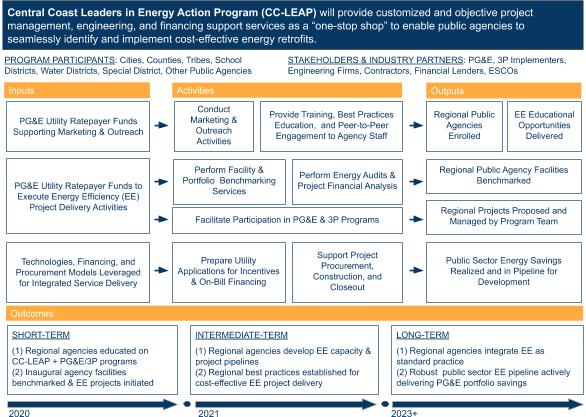 Central Coast Leaders in Energy Action Program (CC-LEAP) will provide customized and objective project
management, engineering, and financing support services as a “one-stop shop” to enable public agencies to
seamlessly identify and implement cost-effective energy retrofits.
PROGRAM PARTICIPANTS: Cities, Counties, Tribes, School
Districts, Water Districts, Special District, Other Public Agencies
STAKEHOLDERS & INDUSTRY PARTNERS: PG&E, 3P Implementers,
Engineering Firms, Contractors, Financial Lenders, ESCOs
Inputs
Activities
Outputs
PG&E Utility Ratepayer Funds
Supporting Marketing & Outreach
Conduct
Marketing &
Outreach
Activities
Provide Training, Best Practices
Education, and Peer-to-Peer
Engagement to Agency Staff
Regional Public
Agencies
Enrolled
EE Educational
Opportunities
Delivered
PG&E Utility Ratepayer Funds to
Execute Energy Efficiency (EE)
Project Delivery Activities
Perform Facility &
Portfolio Benchmarking
Services
Perform Energy Audits &
Project Financial Analysis
Regional Public Agency Facilities
Benchmarked
Facilitate Participation in PG&E & 3P Programs
Regional Projects Proposed and
Managed by Program Team
Technologies, Financing, and
Procurement Models Leveraged
for Integrated Service Delivery
Prepare Utility
Applications for Incentives
& On-Bill Financing
Support Project
Procurement,
Construction, and
Closeout
Public Sector Energy Savings
Realized and in Pipeline for
Development
Outcomes
SHORT-TERM
(1) Regional agencies educated on
CC-LEAP + PG&E/3P programs
(2) Inaugural agency facilities
benchmarked & EE projects initiated
INTERMEDIATE-TERM
(1) Regional agencies develop EE capacity &
project pipelines
(2) Regional best practices established for
cost-effective EE project delivery
LONG-TERM
(1) Regional agencies integrate EE as
standard practice
(2) Robust public sector EE pipeline actively
delivering PG&E portfolio savings
2020
2021
2023+